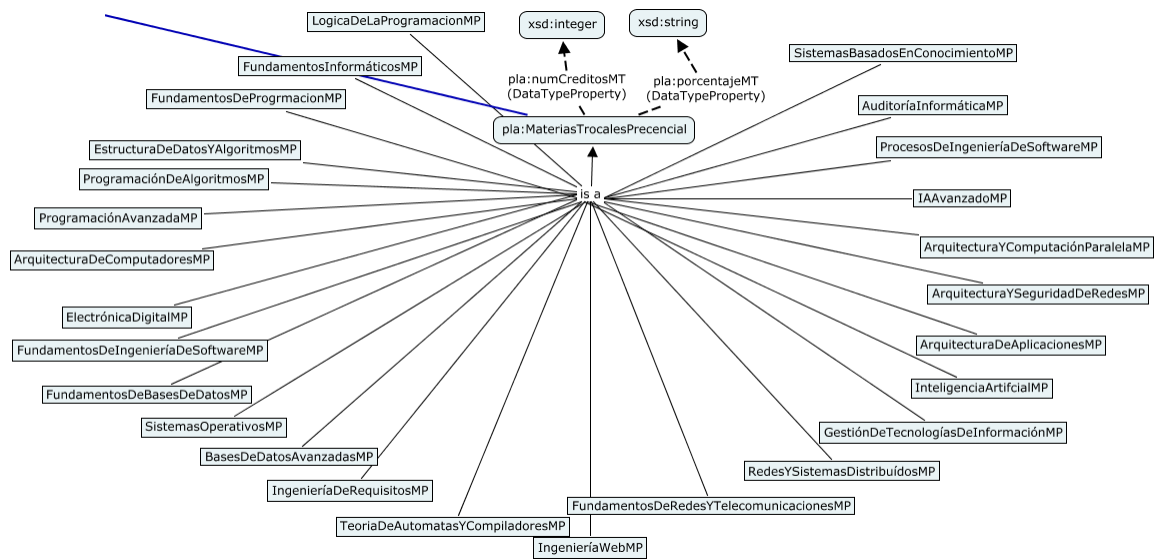 LogicaDeLaProgramacionMP
xsd:integer
xsd:string
FundamentosInformáticosMP
SistemasBasadosEnConocimientoMP
pla:numCreditosMT
(DataTypeProperty)
pla:porcentajeMT
(DataTypeProperty)
FundamentosDeProgrmacionMP
AuditoríaInformáticaMP
pla:MateriasTrocalesPrecencial
EstructuraDeDatosYAlgoritmosMP
ProcesosDeIngenieríaDeSoftwareMP
ProgramaciónDeAlgoritmosMP
is a
IAAvanzadoMP
ProgramaciónAvanzadaMP
ArquitecturaYComputaciónParalelaMP
ArquitecturaDeComputadoresMP
ArquitecturaYSeguridadDeRedesMP
ElectrónicaDigitalMP
ArquitecturaDeAplicacionesMP
FundamentosDeIngenieríaDeSoftwareMP
InteligenciaArtifcialMP
FundamentosDeBasesDeDatosMP
SistemasOperativosMP
GestiónDeTecnologíasDeInformaciónMP
BasesDeDatosAvanzadasMP
RedesYSistemasDistribuídosMP
IngenieríaDeRequisitosMP
FundamentosDeRedesYTelecomunicacionesMP
TeoriaDeAutomatasYCompiladoresMP
IngenieríaWebMP